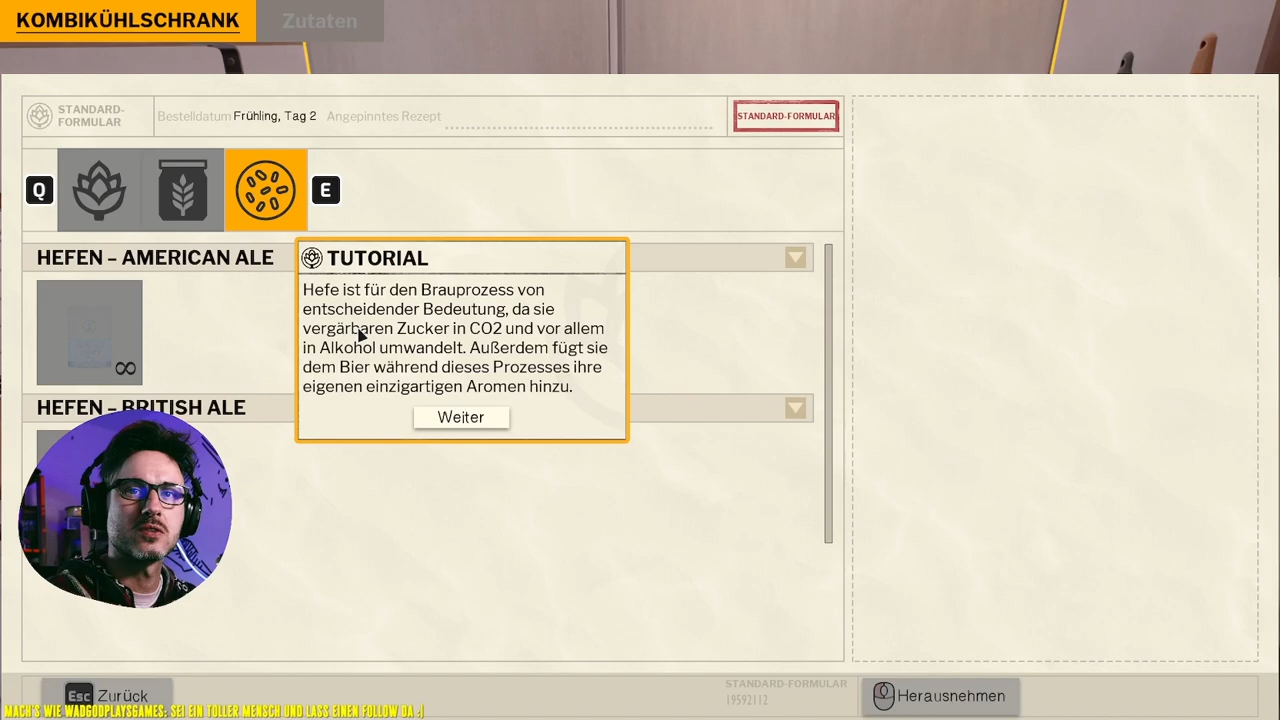 KOMBIKÜHLSCHRANK Zutaten
STANDARD-
FORMULAR
Bestelldatum Frühling, Tag 2 Angepinntes Rezept
STANDARD-FORMULAR
Q E
HEFEN – AMERICAN ALE
∞
TUTORIAL
Hefe ist für den Brauprozess von
entscheidender Bedeutung, da sie
vergärbaren Zucker in CO2 und vor allem
in Alkohol umwandelt. Außerdem fügt sie
dem Bier während dieses Prozesses ihre
eigenen einzigartigen Aromen hinzu.
Weiter
HEFEN – BRITISH ALE
Esc Zurück
STANDARD-FORMULAR
19592112
Herausnehmen
MACH'S WIE WADGODPLAYSGAMES: SEI EIN TOLLER MENSCH UND LASS EINEN FOLLOW DA :)